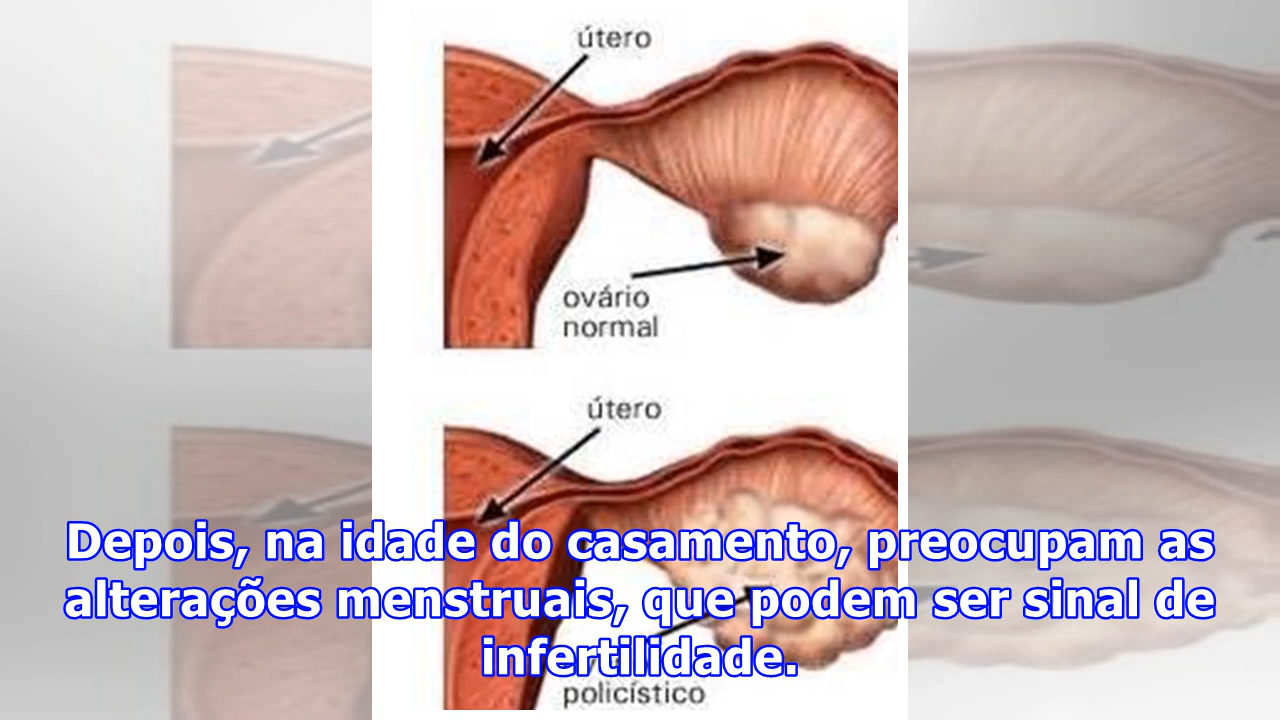 útero
ovário
normal
útero
Depois, na idade do casamento, preocupam as
alterações menstruais, que podem ser sinal de
infertilidade.
policístico